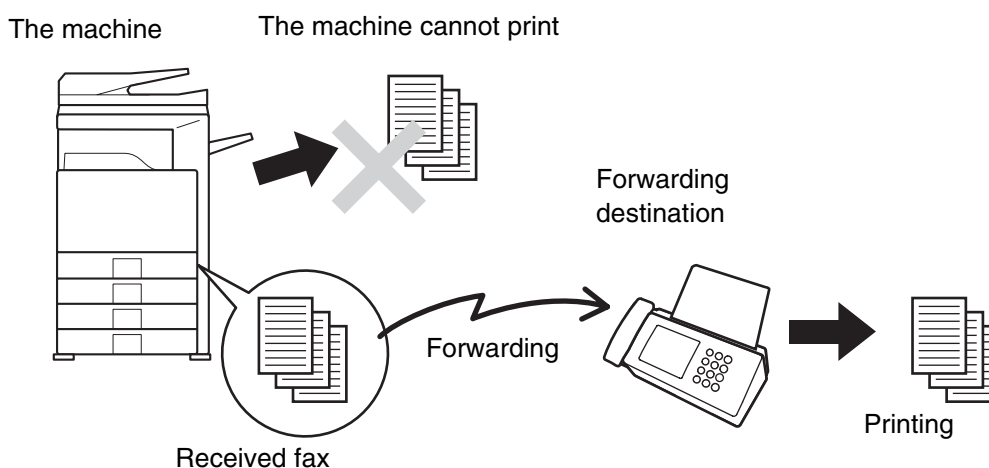 The machine
The machine cannot print
Forwarding
destination
Forwarding
Printing
Received fax